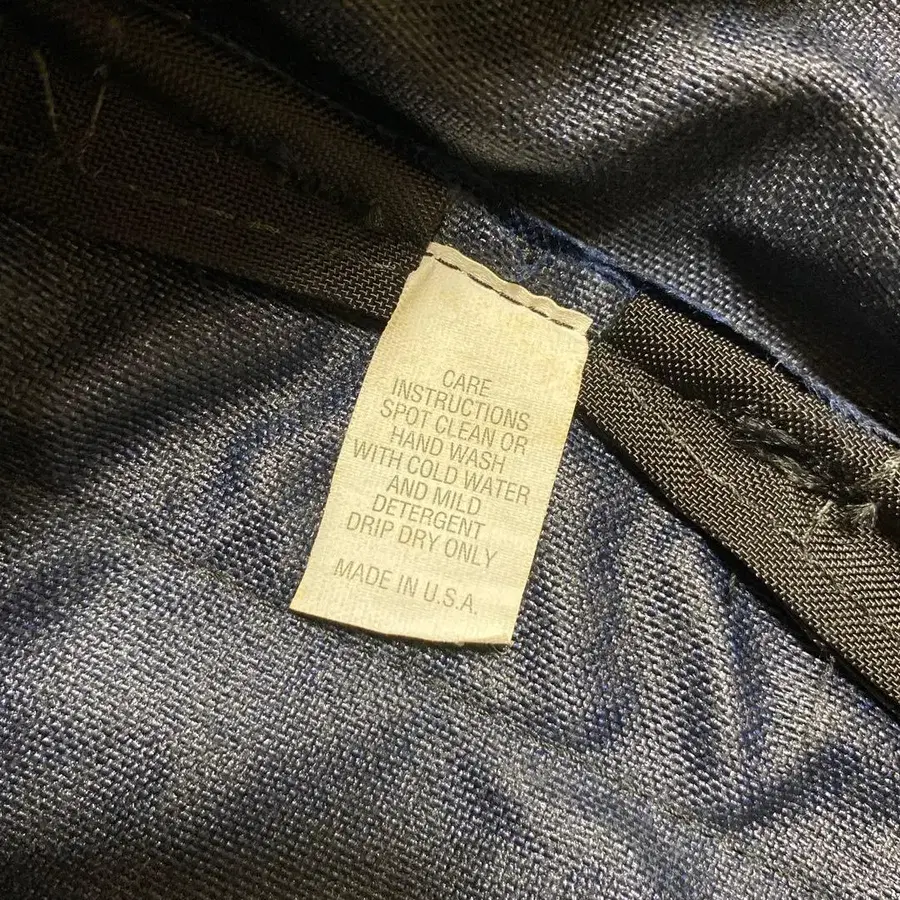 CARE
INSTRUCTIONS
SPOT CLEAN OR
HAND WASH
WITH COLD WATER
AND MILD
DETERGENT
DRIP DRY ONLY
MADE IN U.S.A.